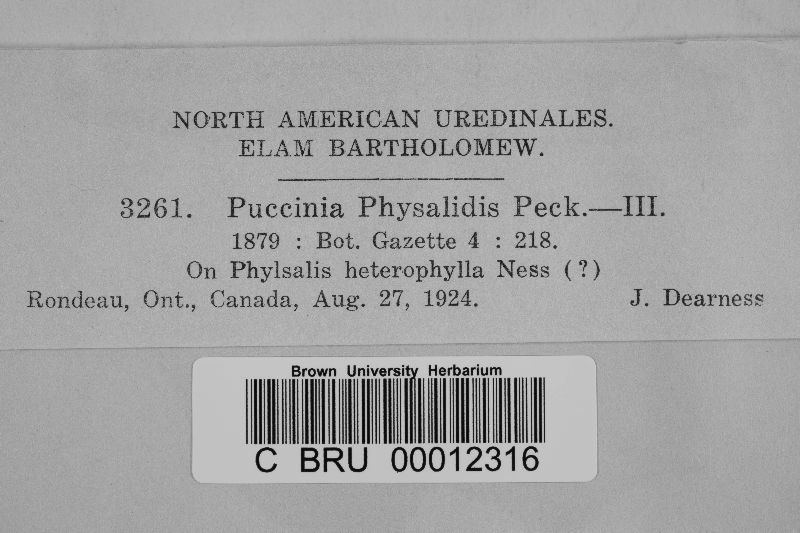 NORTH AMERICAN UREDINALES.
ELAM BARTHOLOMEW.
3261. Puccinia Physalidis Peck.—III.
1879 : Bot. Gazette 4 : 218.
On Phylsalis heterophylla Ness (?)
Rondeau, Ont., Canada, Aug. 27, 1924. J. Dearness
Brown University Herbarium
C BRU 00012316